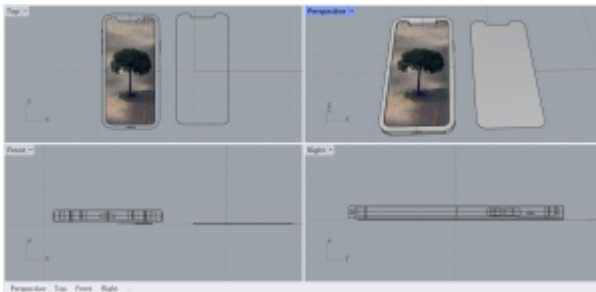 Top
Perspective
Front
Right
Perspective Top Front Right